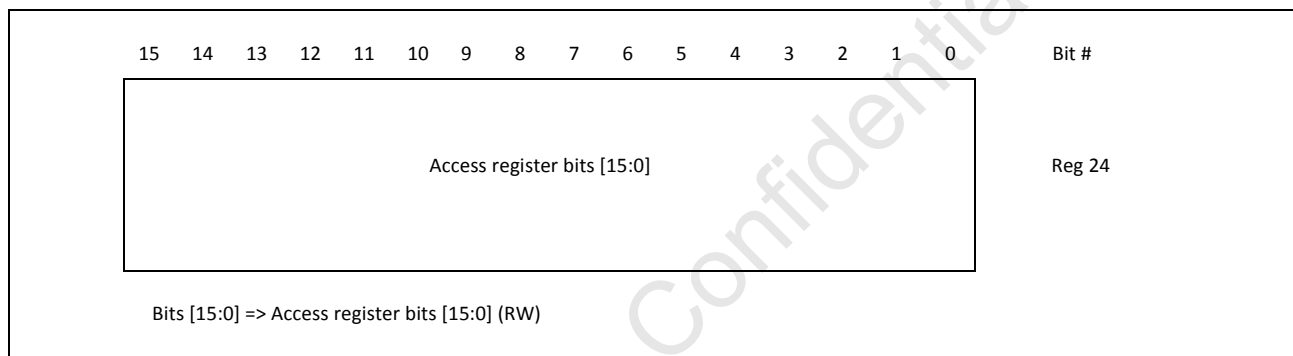 15 14 13 12 11 10 9 8 7 6 5 4 3 2 1 0 Bit #
Access register bits [15:0] Reg 24
Bits [15:0] => Access register bits [15:0] (RW)
Confidentia